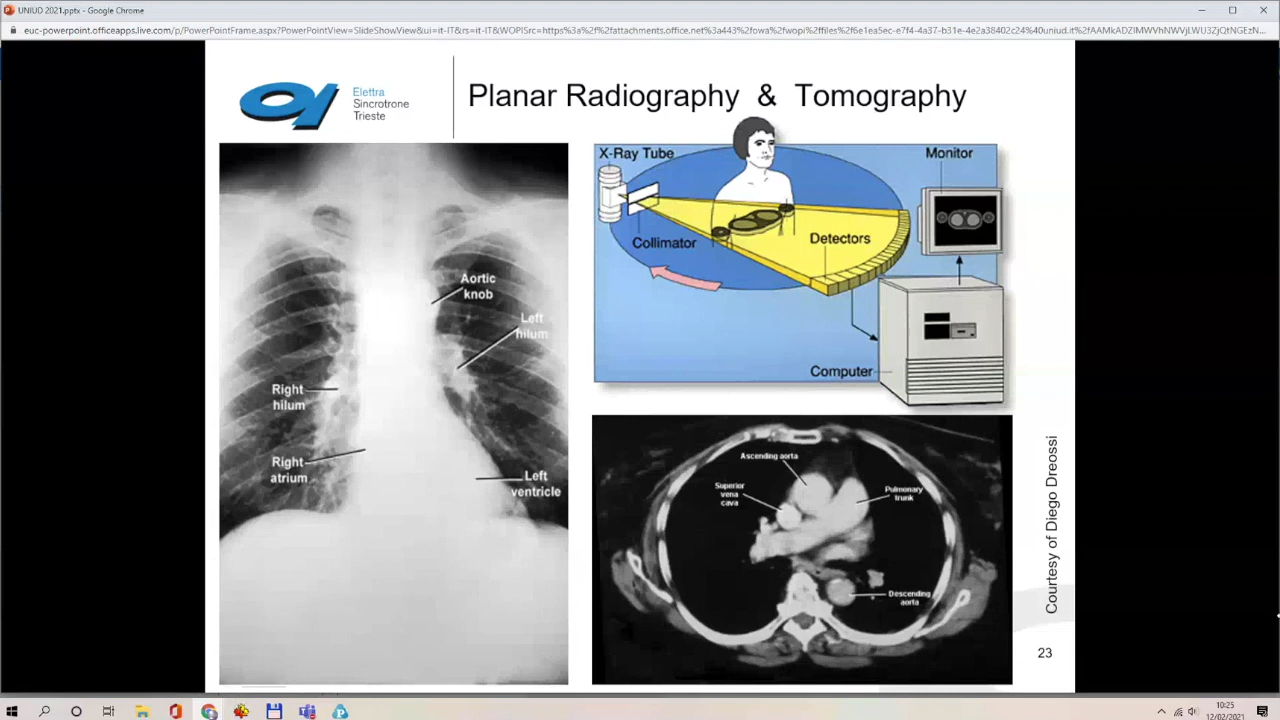 UNIUD 2021.pptx - Google Chrome
Elettra
Sincrotrone
Trieste
Planar Radiography & Tomography
Aortic
knob
Left
hilum
Right
hilum
Right
atrium
Left
ventricle
X-Ray Tube
Monitor
Collimator
Detectors
Computer
Ascending aorta
Superior
vena
cava
Pulmonary
trunk
Descending
aorta
Courtesy of Diego Dreossi
23
10:25
12/02/2021